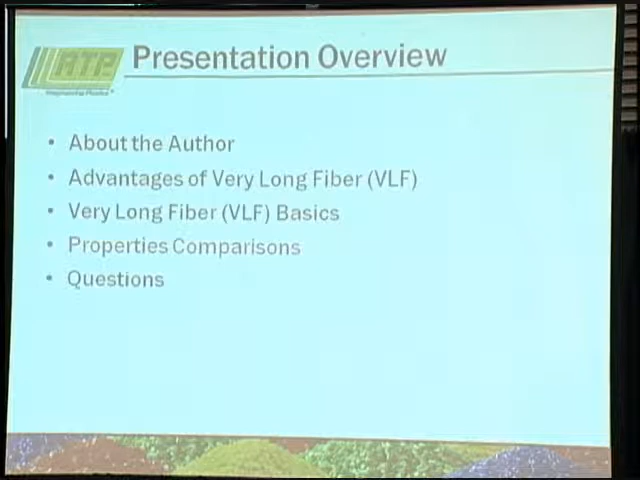 RTP
Presentation Overview
• About the Author
• Advantages of Very Long Fiber (VLF)
• Very Long Fiber (VLF) Basics
• Properties Comparisons
• Questions